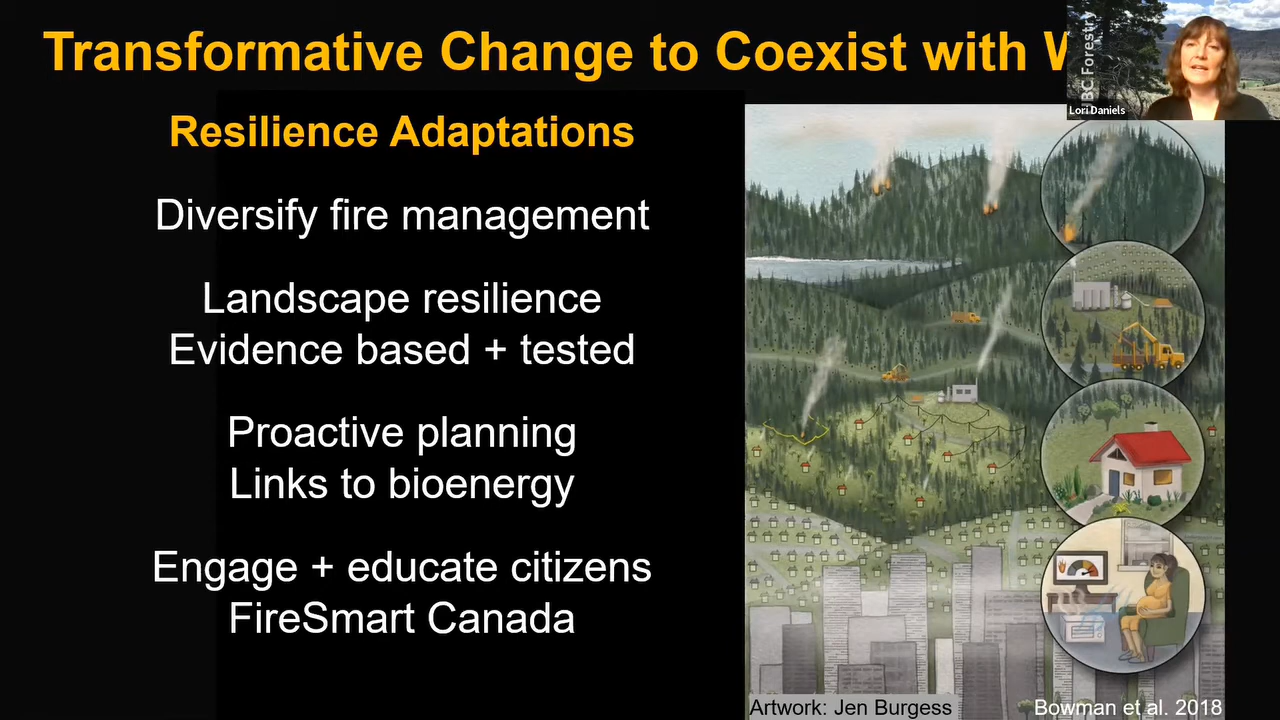 Transformative Change to Coexist with
Resilience Adaptations
Diversify fire management
Landscape resilience
Evidence based + tested
Proactive planning
Links to bioenergy
Engage + educate citizens
FireSmart Canada
Forestry
Lori Daniels
Artwork: Jen Burgess
Bowman et al. 2018